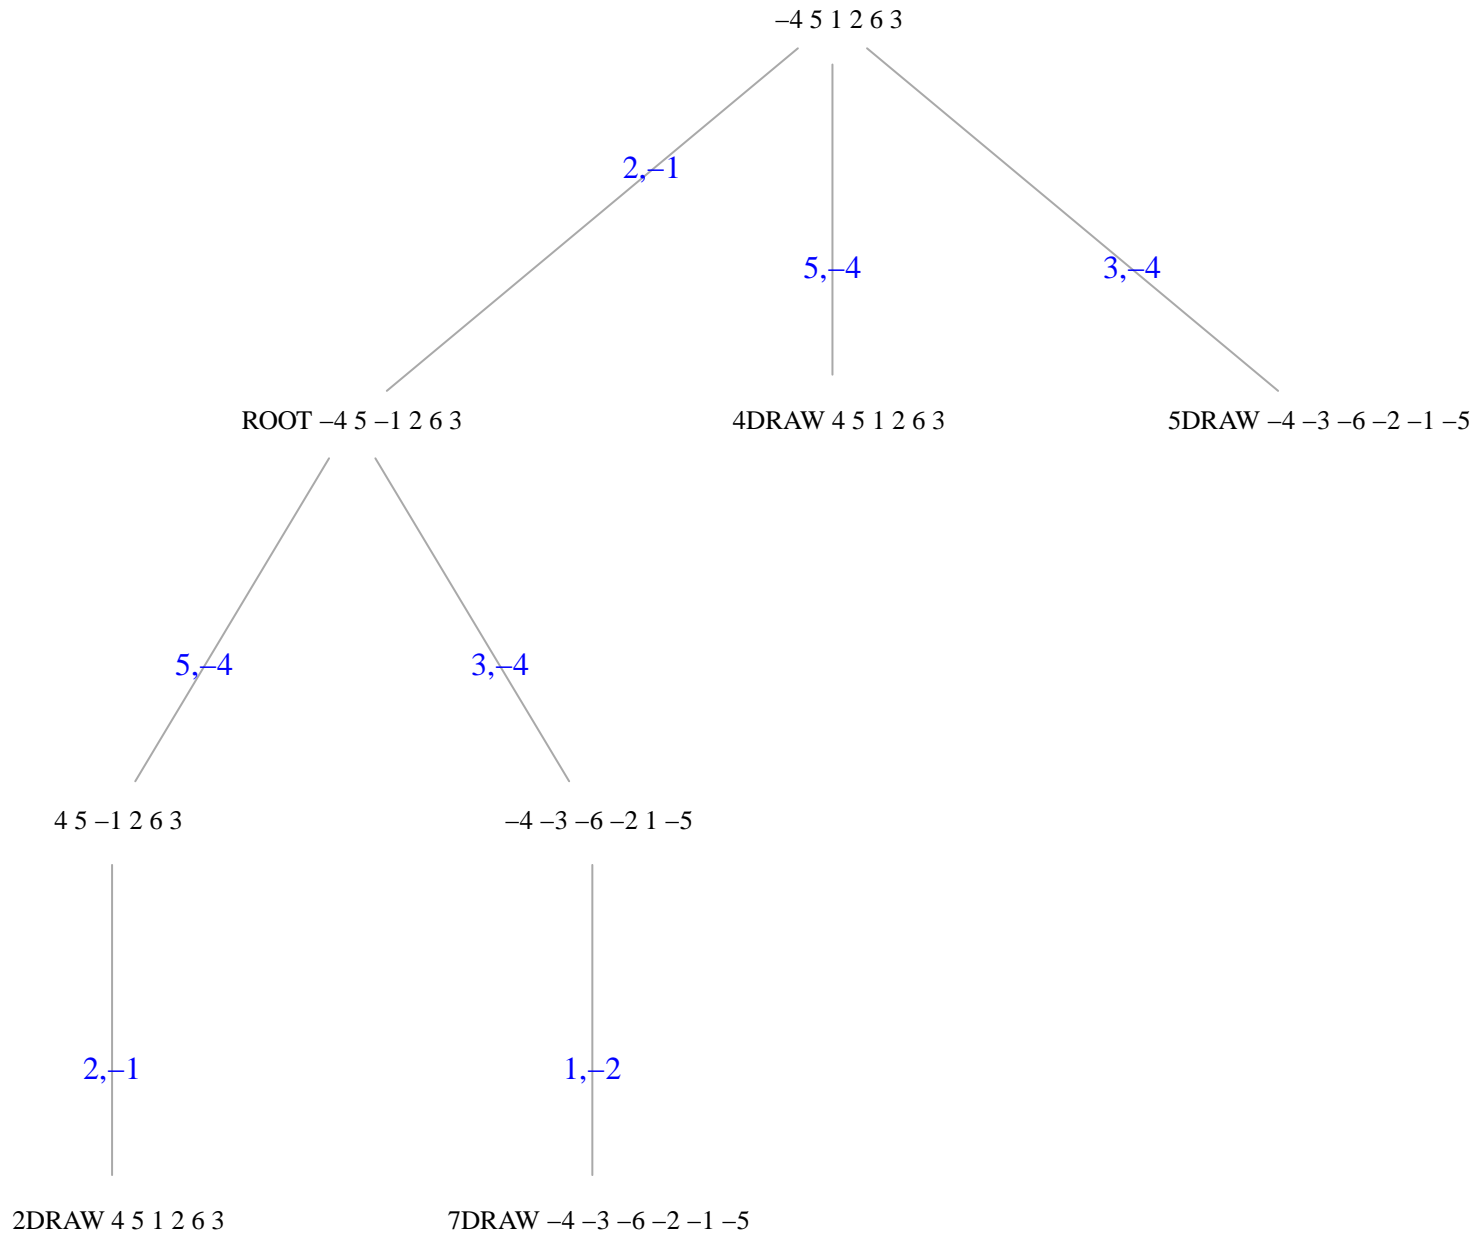 –4 5 1 2 6 3
2,–1
5,–4
3,–4
ROOT –4 5 –1 2 6 3
4DRAW 4 5 1 2 6 3
5DRAW –4 –3 –6 –2 –1 –5
5,–4
3,–4
4 5 –1 2 6 3
–4 –3 –6 –2 1 –5
2,–1
1,–2
2DRAW 4 5 1 2 6 3
7DRAW –4 –3 –6 –2 –1 –5